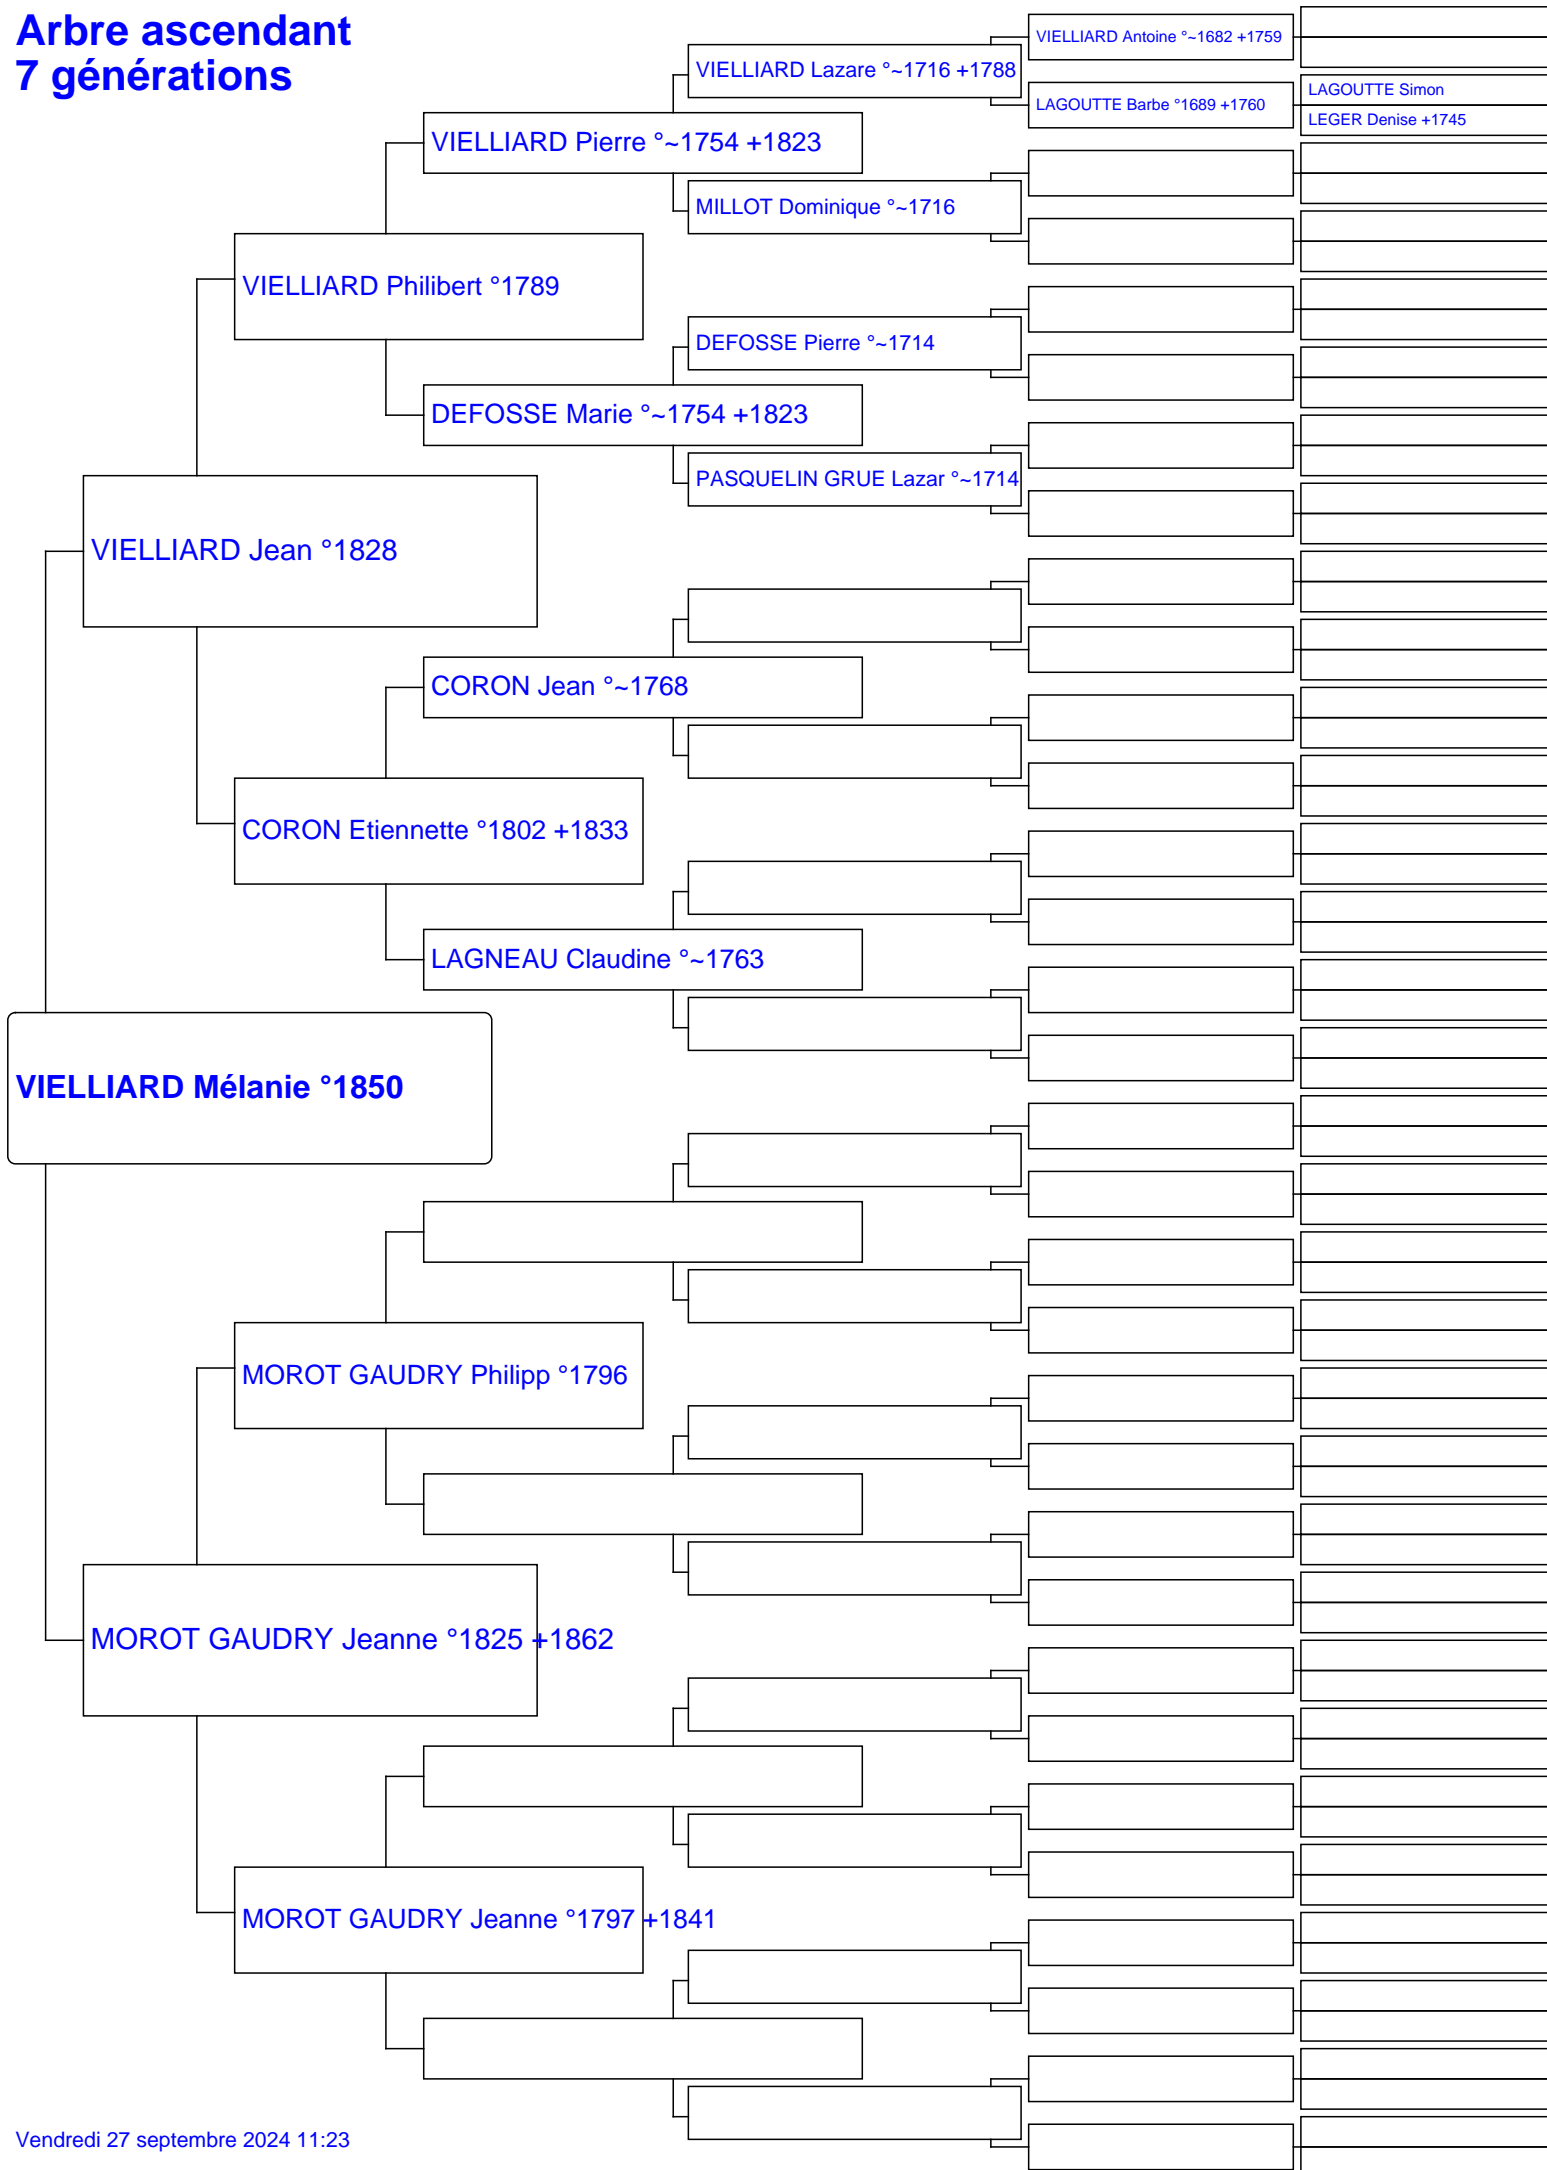 Arbre ascendant
7 générations
VIELLIARD Antoine °~1682 +1759
VIELLIARD Lazare °~1716 +1788
LAGOUTTE Simon
LAGOUTTE Barbe °1689 +1760
LEGER Denise +1745
VIELLIARD Pierre °~1754 +1823
MILLOT Dominique °~1716
VIELLIARD Philibert °1789
DEFOSSE Pierre °~1714
DEFOSSE Marie °~1754 +1823
PASQUELIN GRUE Lazar °~1714
VIELLIARD Jean °1828
CORON Jean °~1768
CORON Etiennette °1802 +1833
LAGNEAU Claudine °~1763
VIELLIARD Mélanie °1850
MOROT GAUDRY Philipp °1796
MOROT GAUDRY Jeanne °1825 +1862
MOROT GAUDRY Jeanne °1797 +1841
Vendredi 27 septembre 2024 11:23